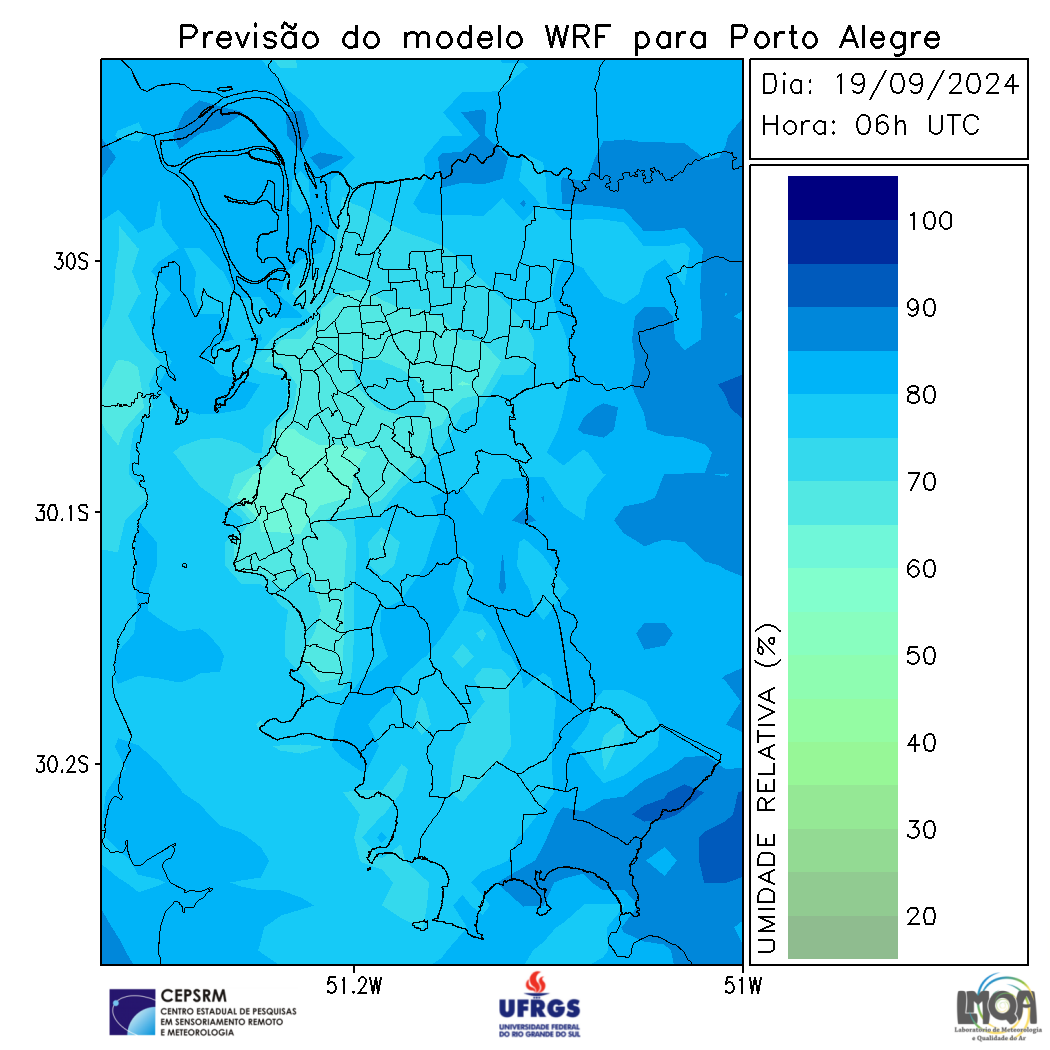 Previsão do modelo WRF para Porto Alegre
Dia: 19/09/2024
Hora: 06h UTC
30S
30.1S
30.2S
51.2W
51W
UMIDADE RELATIVA (%)
100
90
80
70
60
50
40
30
20
CEPSRM
CENTRO ESTADUAL DE PESQUISAS
EM SENSORIAMENTO REMOTO
E METEOROLOGIA
UFRGS
UNIVERSIDADE FEDERAL
DO RIO GRANDE DO SUL
LMQA
Laboratório de Meteorologia
e Qualidade do Ar